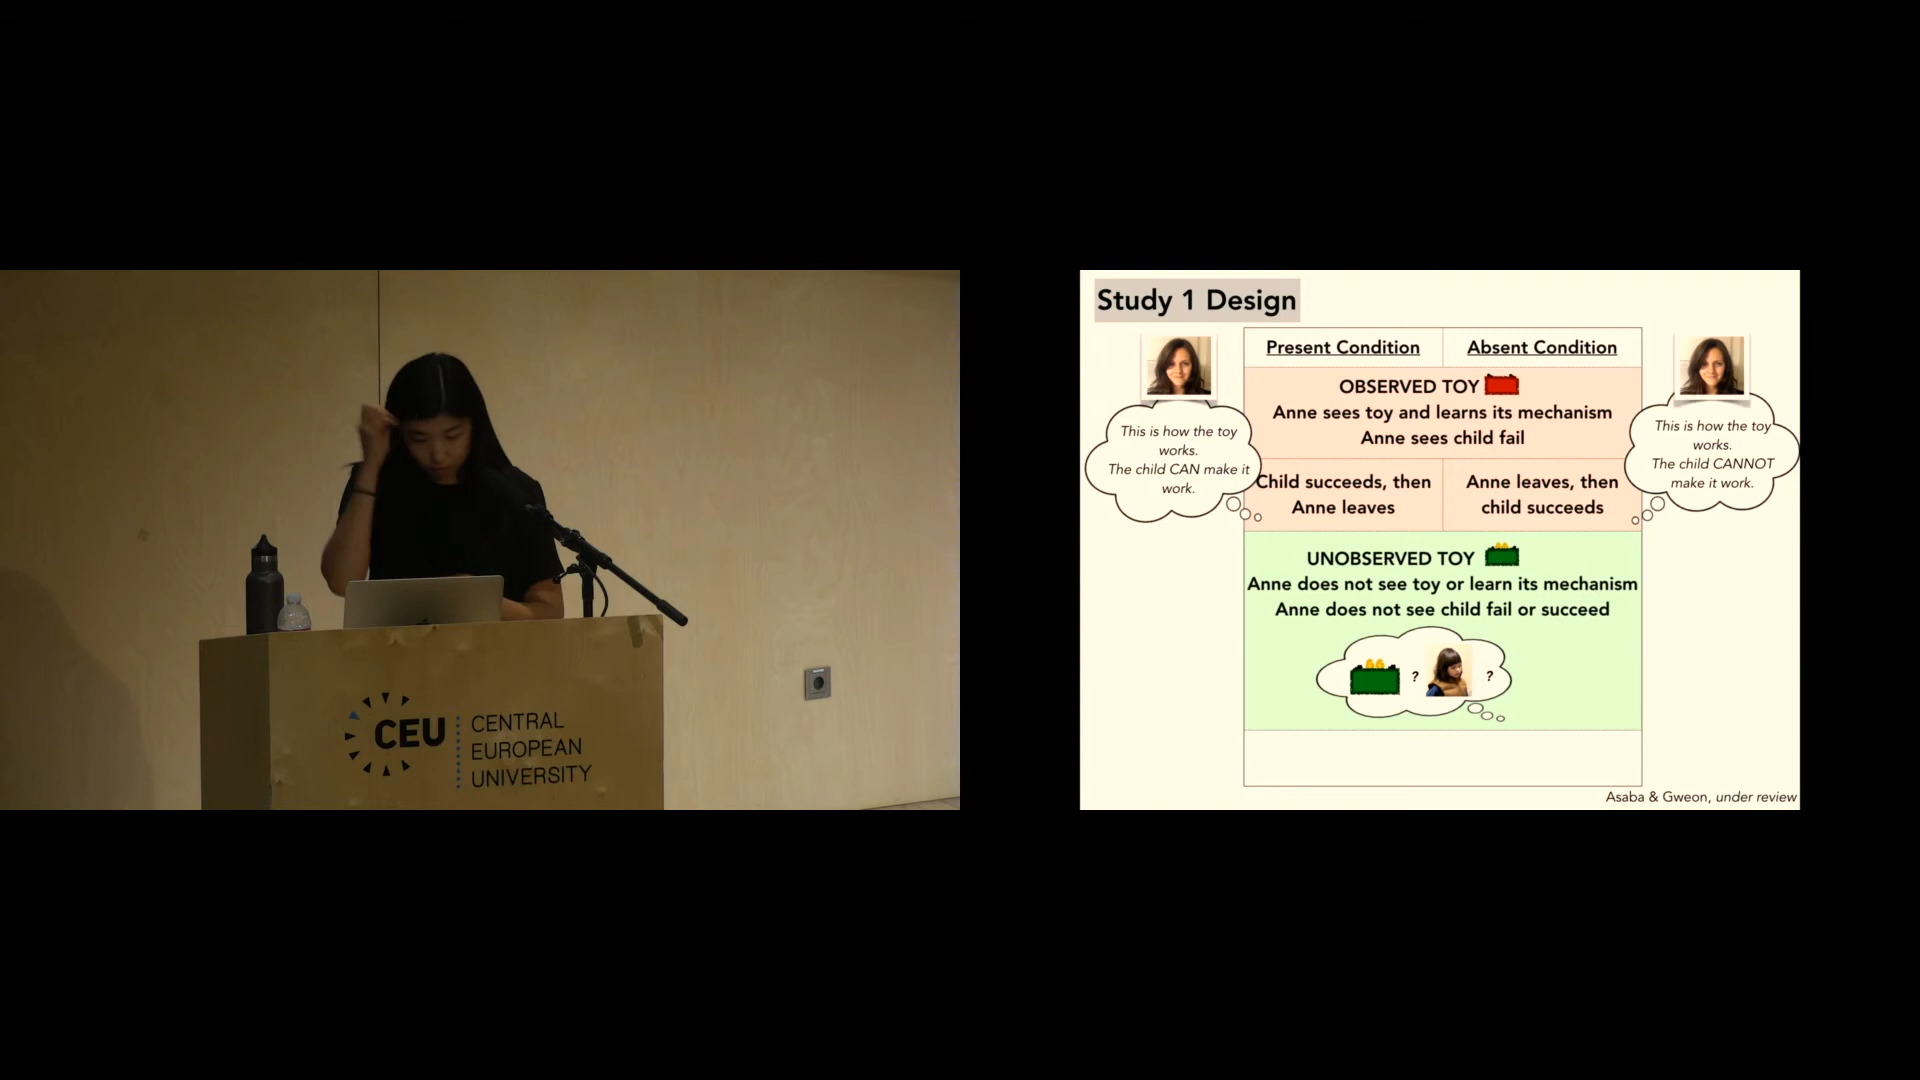 CEU
CENTRAL
EUROPEAN
UNIVERSITY
Study 1 Design
Present Condition
Absent Condition
OBSERVED TOY
Anne sees toy and learns its mechanism
Anne sees child fail
This is how the toy
works.
The child CAN make it
work.
This is how the toy
works.
The child CANNOT
make it work.
Child succeeds, then
Anne leaves
Anne leaves, then
child succeeds
UNOBSERVED TOY
Anne does not see toy or learn its mechanism
Anne does not see child fail or succeed
? ?
Asaba & Gweon, under review